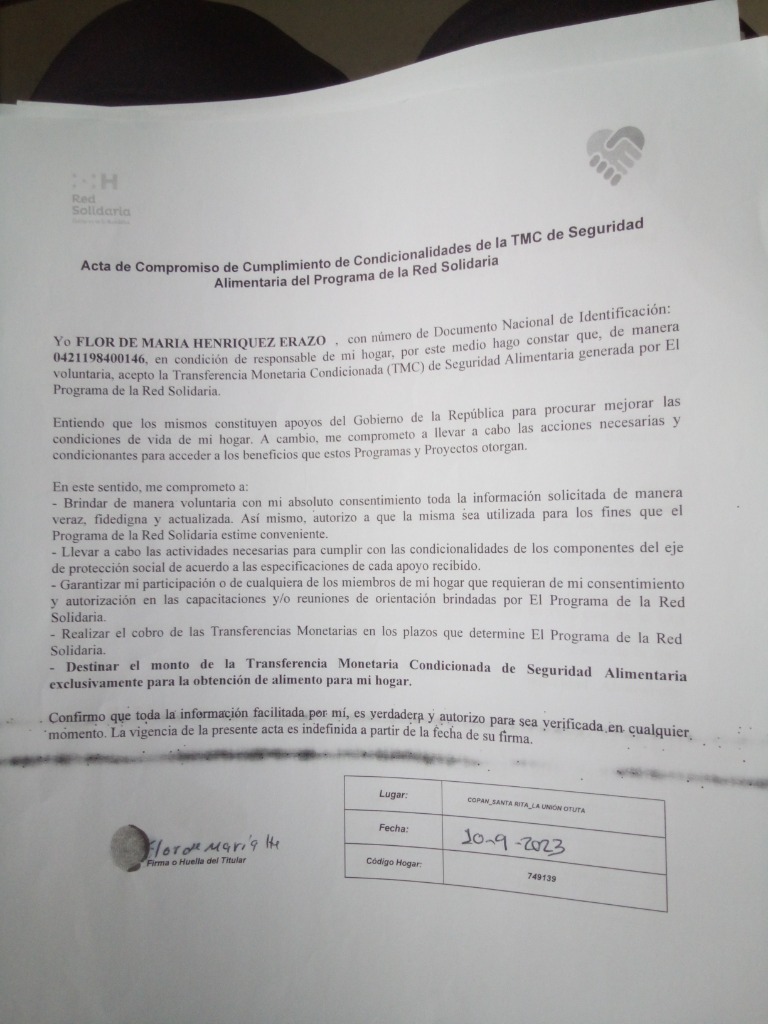 Red
Solidaria
Acta de Compromiso de Cumplimiento de Condicionalidades de la TMC de Seguridad
Alimentaria del Programa de la Red Solidaria
Yo FLOR DE MARIA HENRIQUEZ ERAZO , con número de Documento Nacional de Identificación:
0421198400146, en condición de responsable de mi hogar, por este medio hago constar que, de manera
voluntaria, acepto la Transferencia Monetaria Condicionada (TMC) de Seguridad Alimentaria generada por El
Programa de la Red Solidaria.
Entiendo que los mismos constituyen apoyos del Gobierno de la República para procurar mejorar las
condiciones de vida de mi hogar. A cambio, me comprometo a llevar a cabo las acciones necesarias y
condicionantes para acceder a los beneficios que estos Programas y Proyectos otorgan.
En este sentido, me comprometo a:
- Brindar de manera voluntaria con mi absoluto consentimiento toda la información solicitada de manera
veraz, fidedigna y actualizada. Así mismo, autorizo a que la misma sea utilizada para los fines que el
Programa de la Red Solidaria estime conveniente.
- Llevar a cabo las actividades necesarias para cumplir con las condicionalidades de los componentes del eje
de protección social de acuerdo a las especificaciones de cada apoyo recibido.
- Garantizar mi participación o de cualquiera de los miembros de mi hogar que requieran de mi consentimiento
y autorización en las capacitaciones y/o reuniones de orientación brindadas por El Programa de la Red
Solidaria.
- Realizar el cobro de las Transferencias Monetarias en los plazos que determine El Programa de la Red
Solidaria.
- Destinar el monto de la Transferencia Monetaria Condicionada de Seguridad Alimentaria
exclusivamente para la obtención de alimento para mi hogar.
Confirmo que toda la información facilitada por mí, es verdadera y autorizo para sea verificada en cualquier
momento. La vigencia de la presente acta es indefinida a partir de la fecha de su firma.
Lugar: COPAN_SANTA RITA_LA UNIÓN OTUTA
Fecha: 10-9-2023
Código Hogar: 749139
Flor de María He
Firma o Huella del Titular